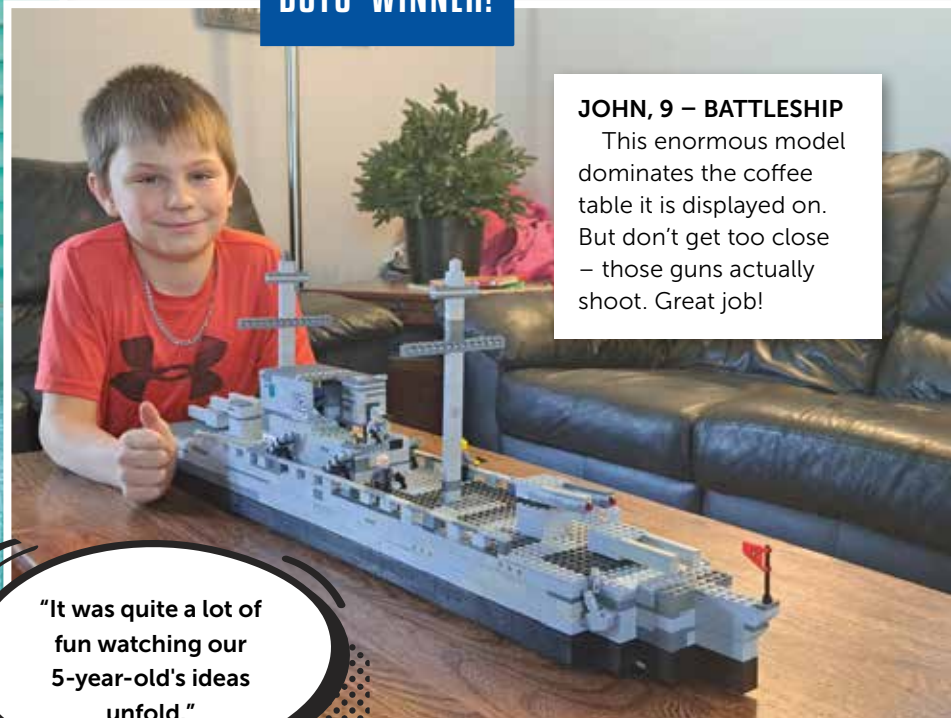 BOYS' WINNER!
JOHN, 9 – BATTLESHIP
This enormous model
dominates the coffee
table it is displayed on.
But don't get too close
– those guns actually
shoot. Great job!
"It was quite a lot of
fun watching our
5-year-old's ideas
unfold."